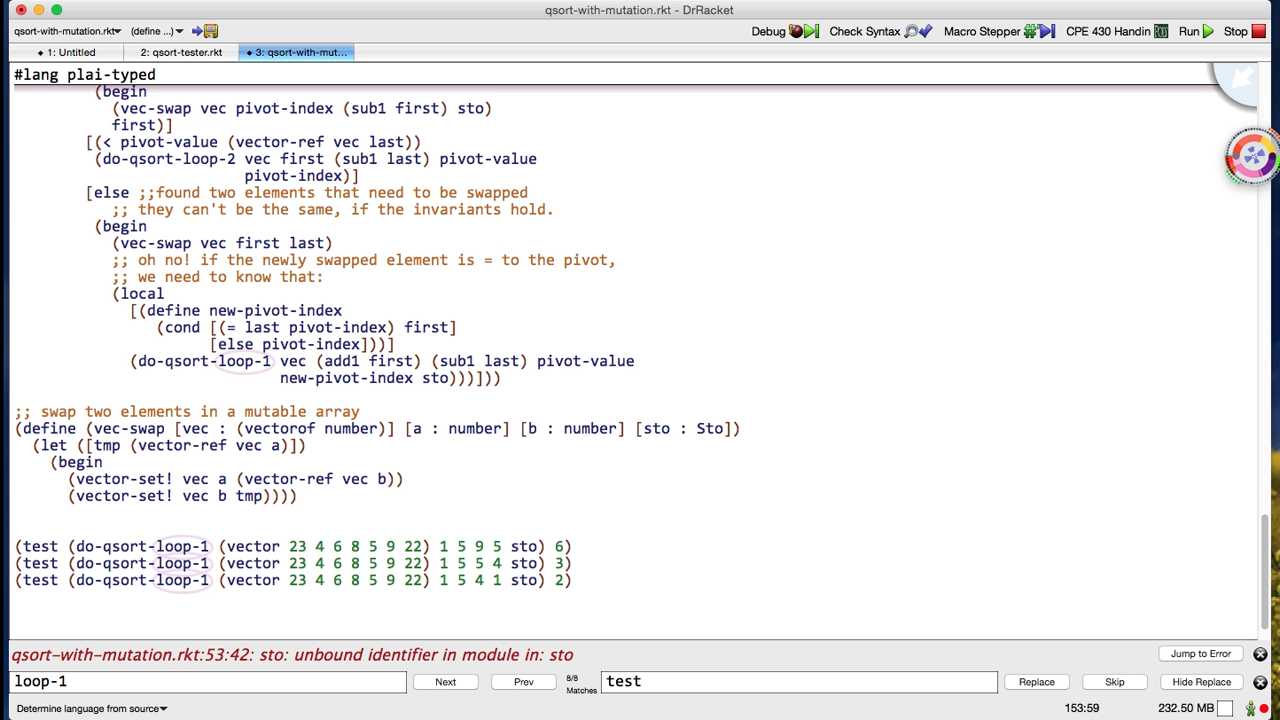 qsort-with-mutation.rkt - DrRacket
qsort-with-mutation.rkt▾ (define ...)▾ Debug Check Syntax Macro Stepper CPE 430 Handin Run Stop
◆ 1: Untitled 2: qsort-tester.rkt ◆ 3: qsort-with-mut...
#lang plai-typed
(begin
(vec-swap vec pivot-index (sub1 first) sto)
first)]
[(< pivot-value (vector-ref vec last))
(do-qsort-loop-2 vec first (sub1 last) pivot-value
pivot-index)]
[else ;;found two elements that need to be swapped
;; they can't be the same, if the invariants hold.
(begin
(vec-swap vec first last)
;; oh no! if the newly swapped element is = to the pivot,
;; we need to know that:
(local
[(define new-pivot-index
(cond [(= last pivot-index) first]
[else pivot-index]))]
(do-qsort-loop-1 vec (add1 first) (sub1 last) pivot-value
new-pivot-index sto)))]))
;; swap two elements in a mutable array
(define (vec-swap [vec : (vectorof number)] [a : number] [b : number] [sto : Sto])
(let ([tmp (vector-ref vec a)])
(begin
(vector-set! vec a (vector-ref vec b))
(vector-set! vec b tmp))))
(test (do-qsort-loop-1 (vector 23 4 6 8 5 9 22) 1 5 9 5 sto) 6)
(test (do-qsort-loop-1 (vector 23 4 6 8 5 9 22) 1 5 5 4 sto) 3)
(test (do-qsort-loop-1 (vector 23 4 6 8 5 9 22) 1 5 4 1 sto) 2)
qsort-with-mutation.rkt:53:42: sto: unbound identifier in module in: sto Jump to Error
loop-1 Next Prev 8/8 Matches test Replace Skip Hide Replace
Determine language from source▾ 153:59 232.50 MB